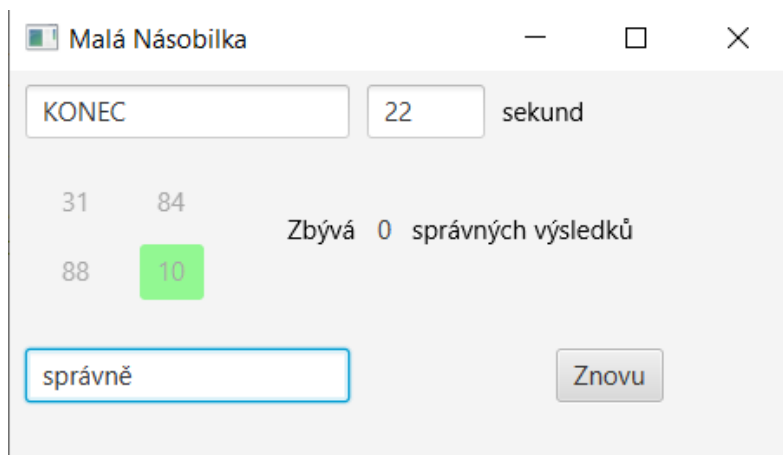 Malá Násobilka
KONEC 22 sekund
31 84
Zbývá 0 správných výsledků
88 10
správně Znovu